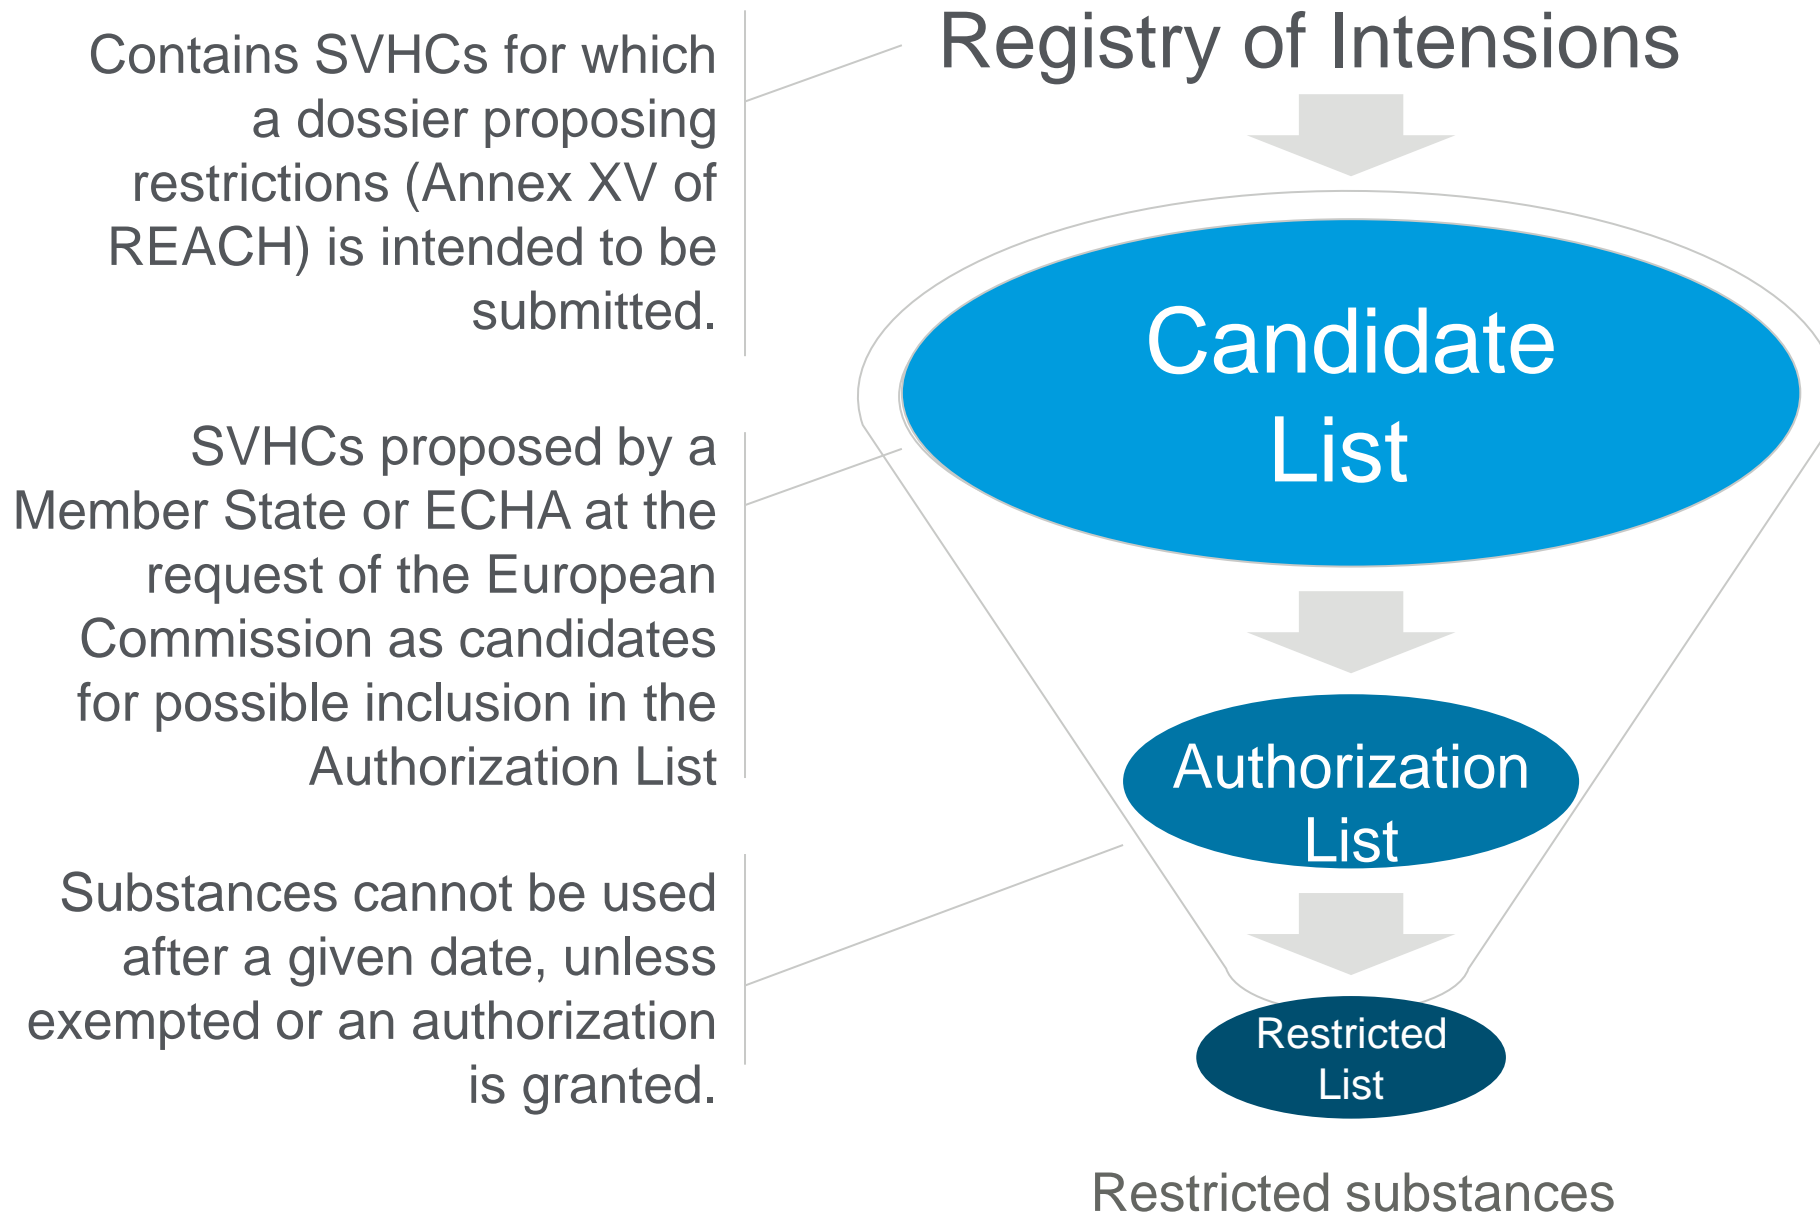 Registry of Intensions
Contains SVHCs for which
a dossier proposing
restrictions (Annex XV of
REACH) is intended to be
submitted.
Candidate
List
SVHCs proposed by a
Member State or ECHA at the
request of the European
Commission as candidates
for possible inclusion in the
Authorization List
Authorization
List
Substances cannot be used
after a given date, unless
exempted or an authorization
is granted.
Restricted
List
Restricted substances